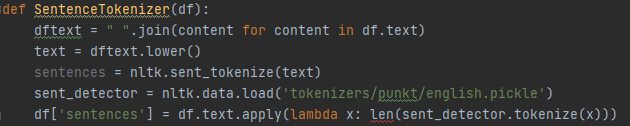 def SentenceTokenizer(df):
    dftext = " ".join(content for content in df.text)
    text = dftext.lower()
    sentences = nltk.sent_tokenize(text)
    sent_detector = nltk.data.load('tokenizers/punkt/english.pickle')
    df['sentences'] = df.text.apply(lambda x: len(sent_detector.tokenize(x)))